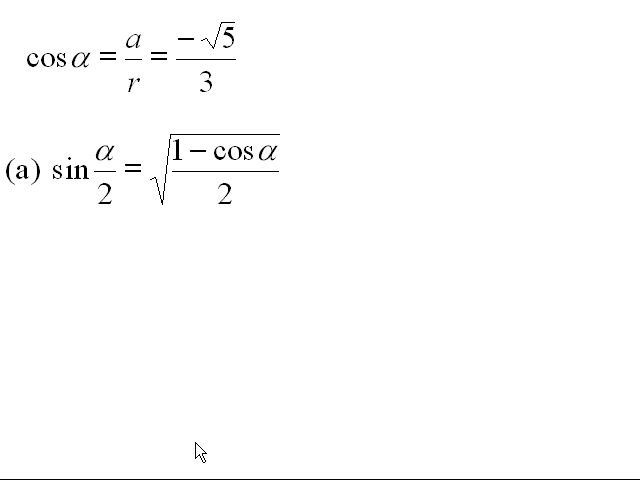 cos α = a/r = −√5/3
(a) sin α/2 = √((1 − cos α)/2)